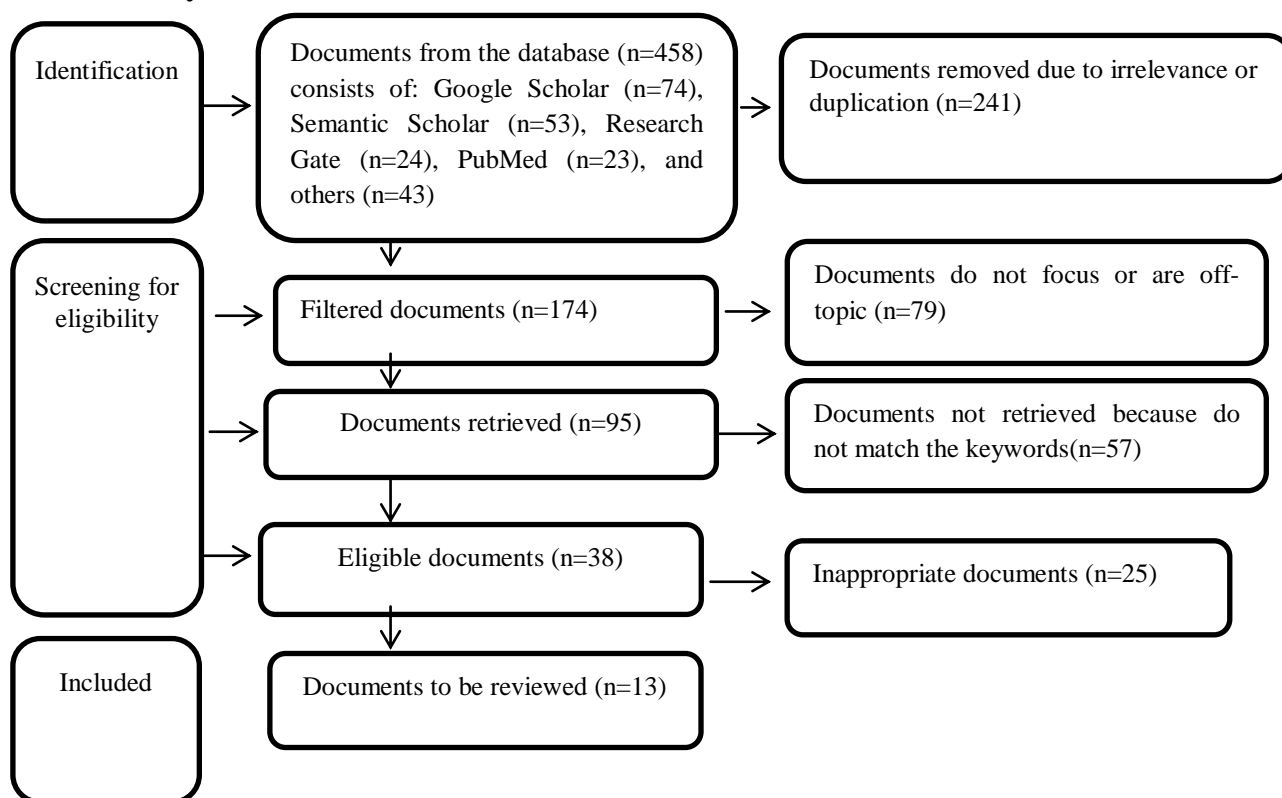 Identification
Documents from the database (n=458)
consists of: Google Scholar (n=74),
Semantic Scholar (n=53), Research
Gate (n=24), PubMed (n=23), and
others (n=43)
Documents removed due to irrelevance or
duplication (n=241)
Screening for
eligibility
Filtered documents (n=174)
Documents do not focus or are off-
topic (n=79)
Documents retrieved (n=95)
Documents not retrieved because do
not match the keywords(n=57)
Eligible documents (n=38)
Inappropriate documents (n=25)
Included
Documents to be reviewed (n=13)